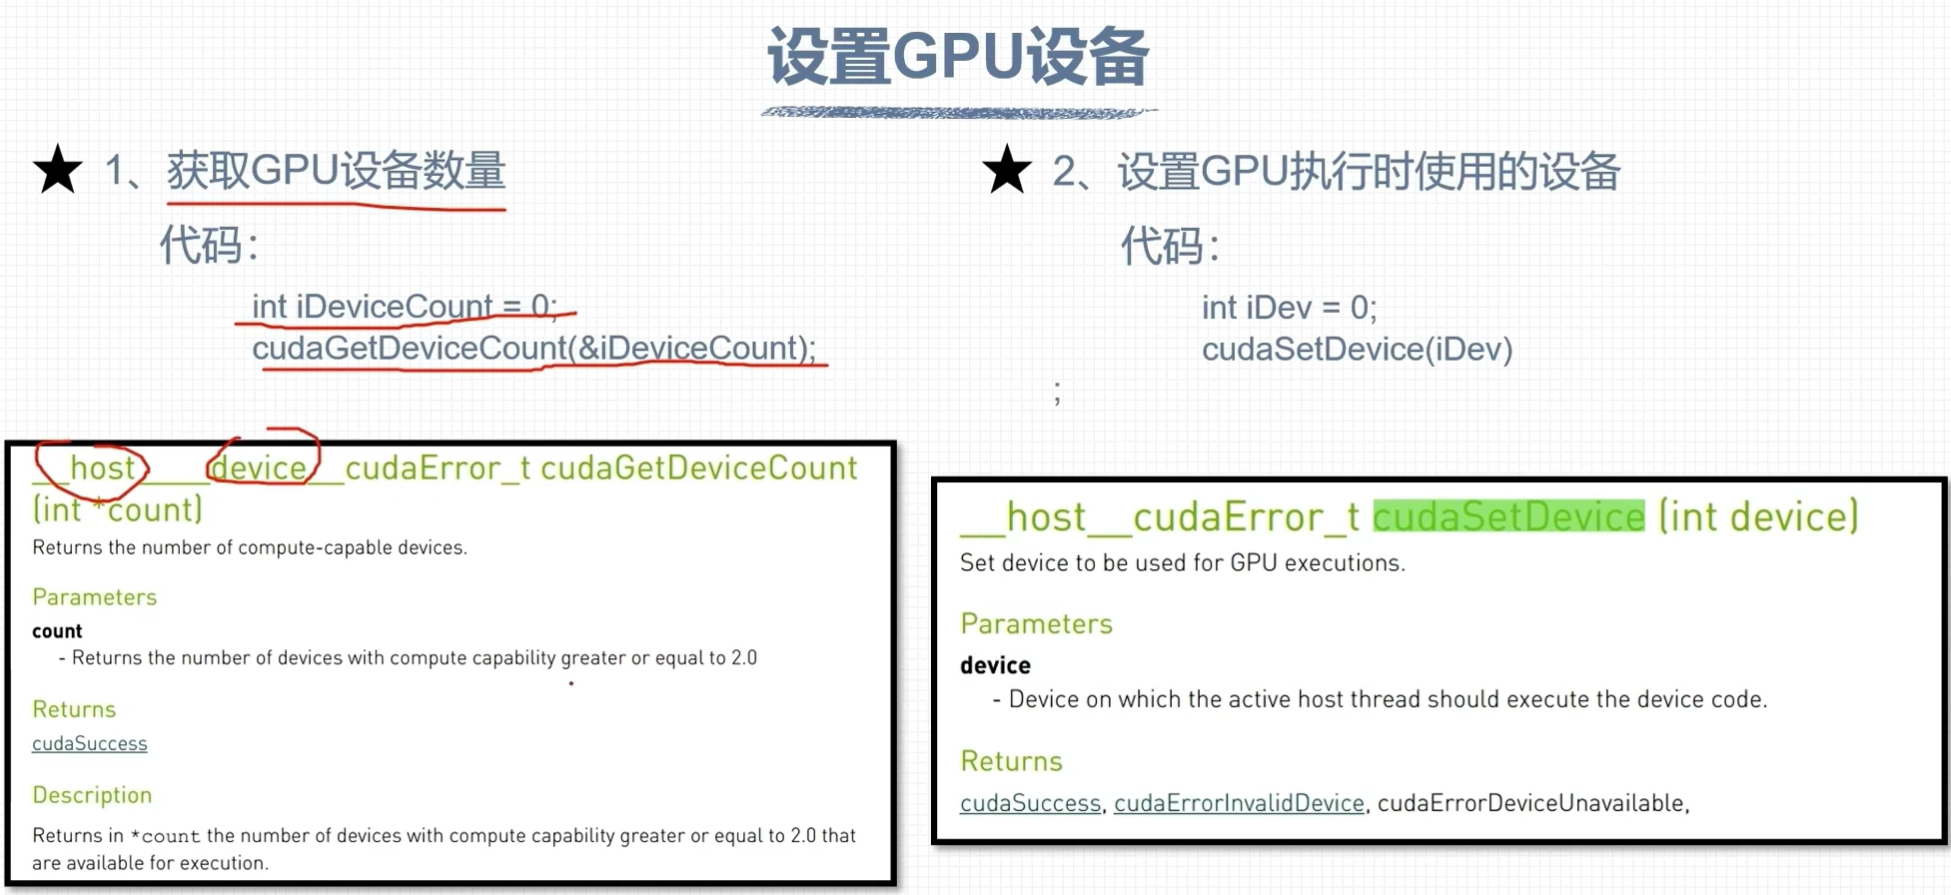 设置GPU设备
★ 1、获取GPU设备数量
代码：
int iDeviceCount = 0;
cudaGetDeviceCount(&iDeviceCount);
__host____device__cudaError_t cudaGetDeviceCount
(int *count)
Returns the number of compute-capable devices.
Parameters
count
- Returns the number of devices with compute capability greater or equal to 2.0
Returns
cudaSuccess
Description
Returns in *count the number of devices with compute capability greater or equal to 2.0 that
are available for execution.
★ 2、设置GPU执行时使用的设备
代码：
int iDev = 0;
cudaSetDevice(iDev)
;
__host__cudaError_t cudaSetDevice (int device)
Set device to be used for GPU executions.
Parameters
device
- Device on which the active host thread should execute the device code.
Returns
cudaSuccess, cudaErrorInvalidDevice, cudaErrorDeviceUnavailable,